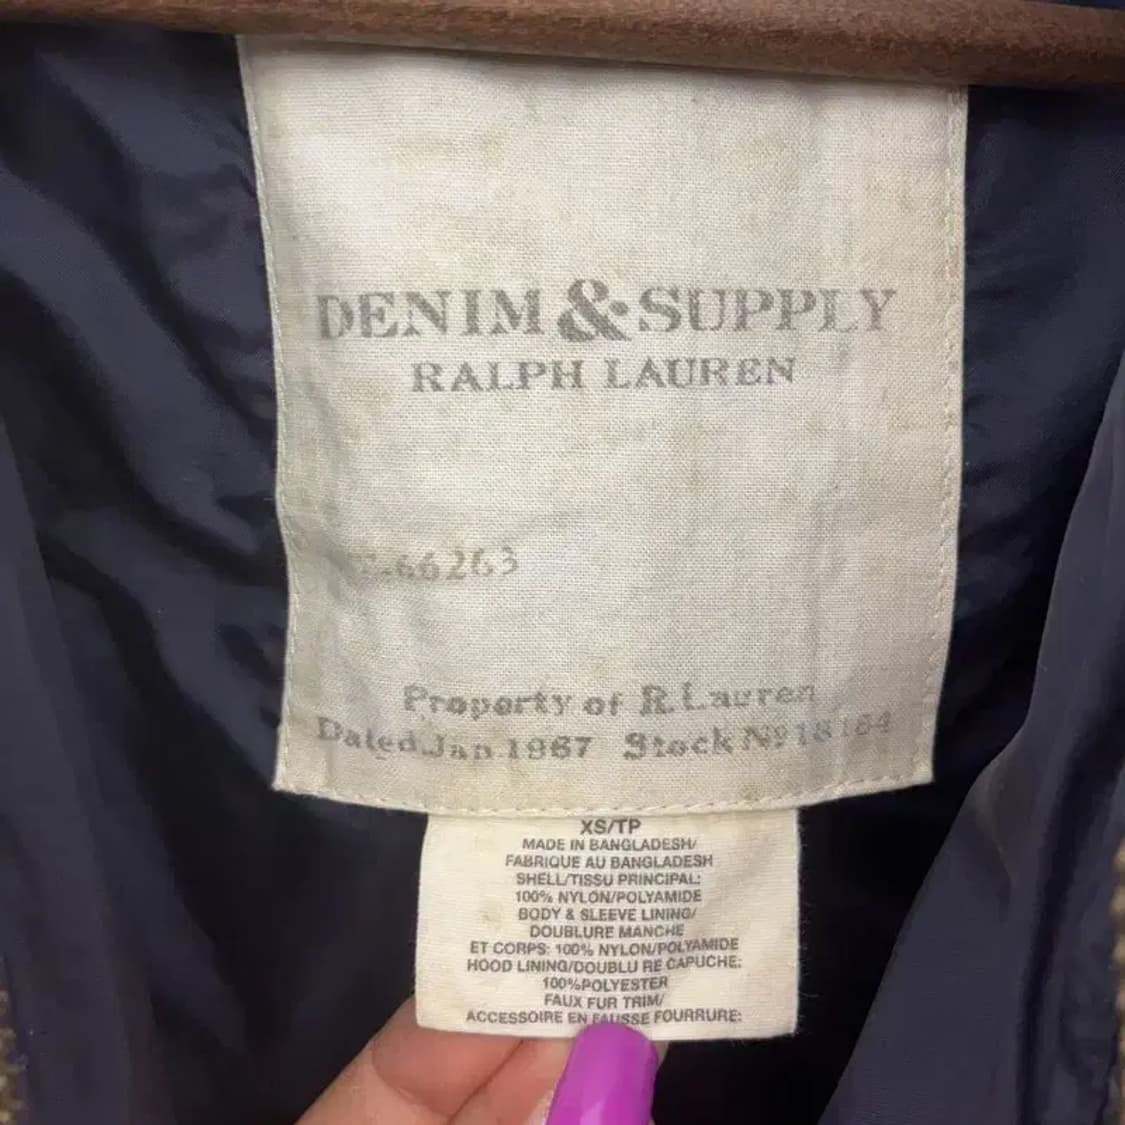 DENIM & SUPPLY
RALPH LAUREN
-66263
Property of R. Lauren
Dated Jan 1967 Stock Nº 18164
XS/TP
MADE IN BANGLADESH/
FABRIQUE AU BANGLADESH
SHELL/TISSU PRINCIPAL:
100% NYLON/POLYAMIDE
BODY & SLEEVE LINING/
DOUBLURE MANCHE
ET CORPS: 100% NYLON/POLYAMIDE
HOOD LINING/DOUBLU RE CAPUCHE:
100%POLYESTER
FAUX FUR TRIM/
ACCESSOIRE EN FAUSSE FOURRURE: